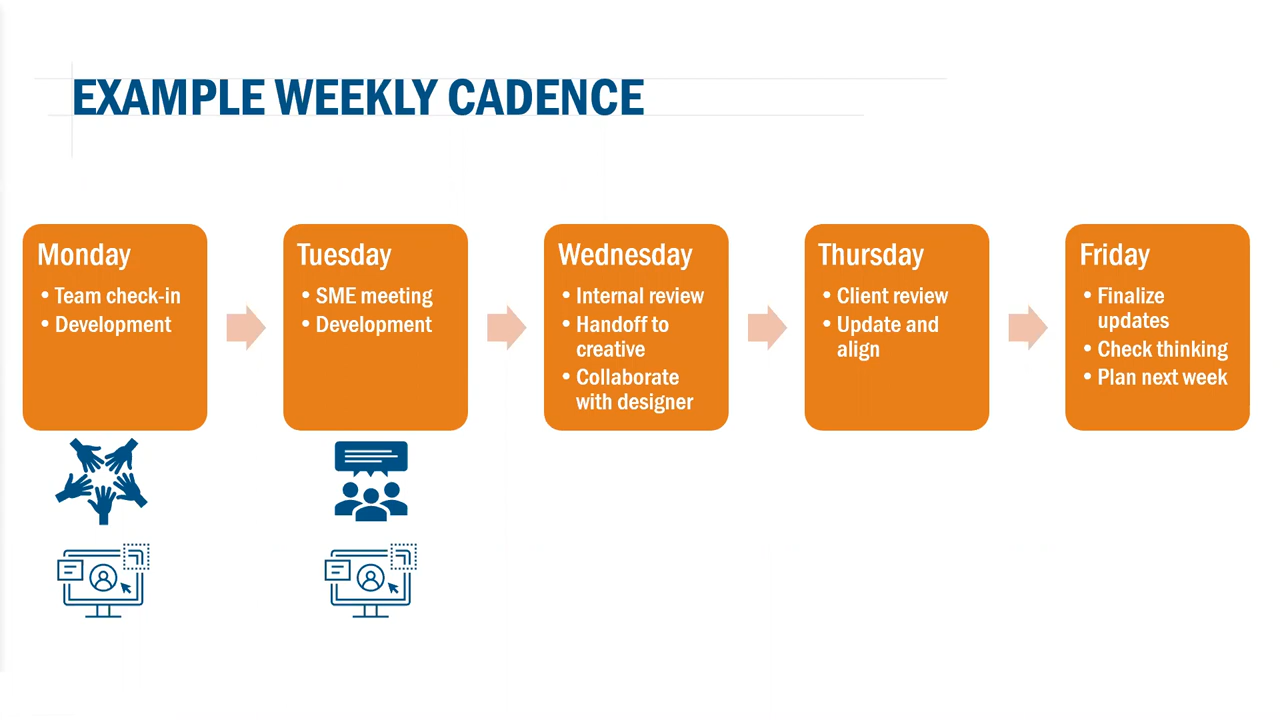 EXAMPLE WEEKLY CADENCE
Monday
• Team check-in
• Development
Tuesday
• SME meeting
• Development
Wednesday
• Internal review
• Handoff to
creative
• Collaborate
with designer
Thursday
• Client review
• Update and
align
Friday
• Finalize
updates
• Check thinking
• Plan next week